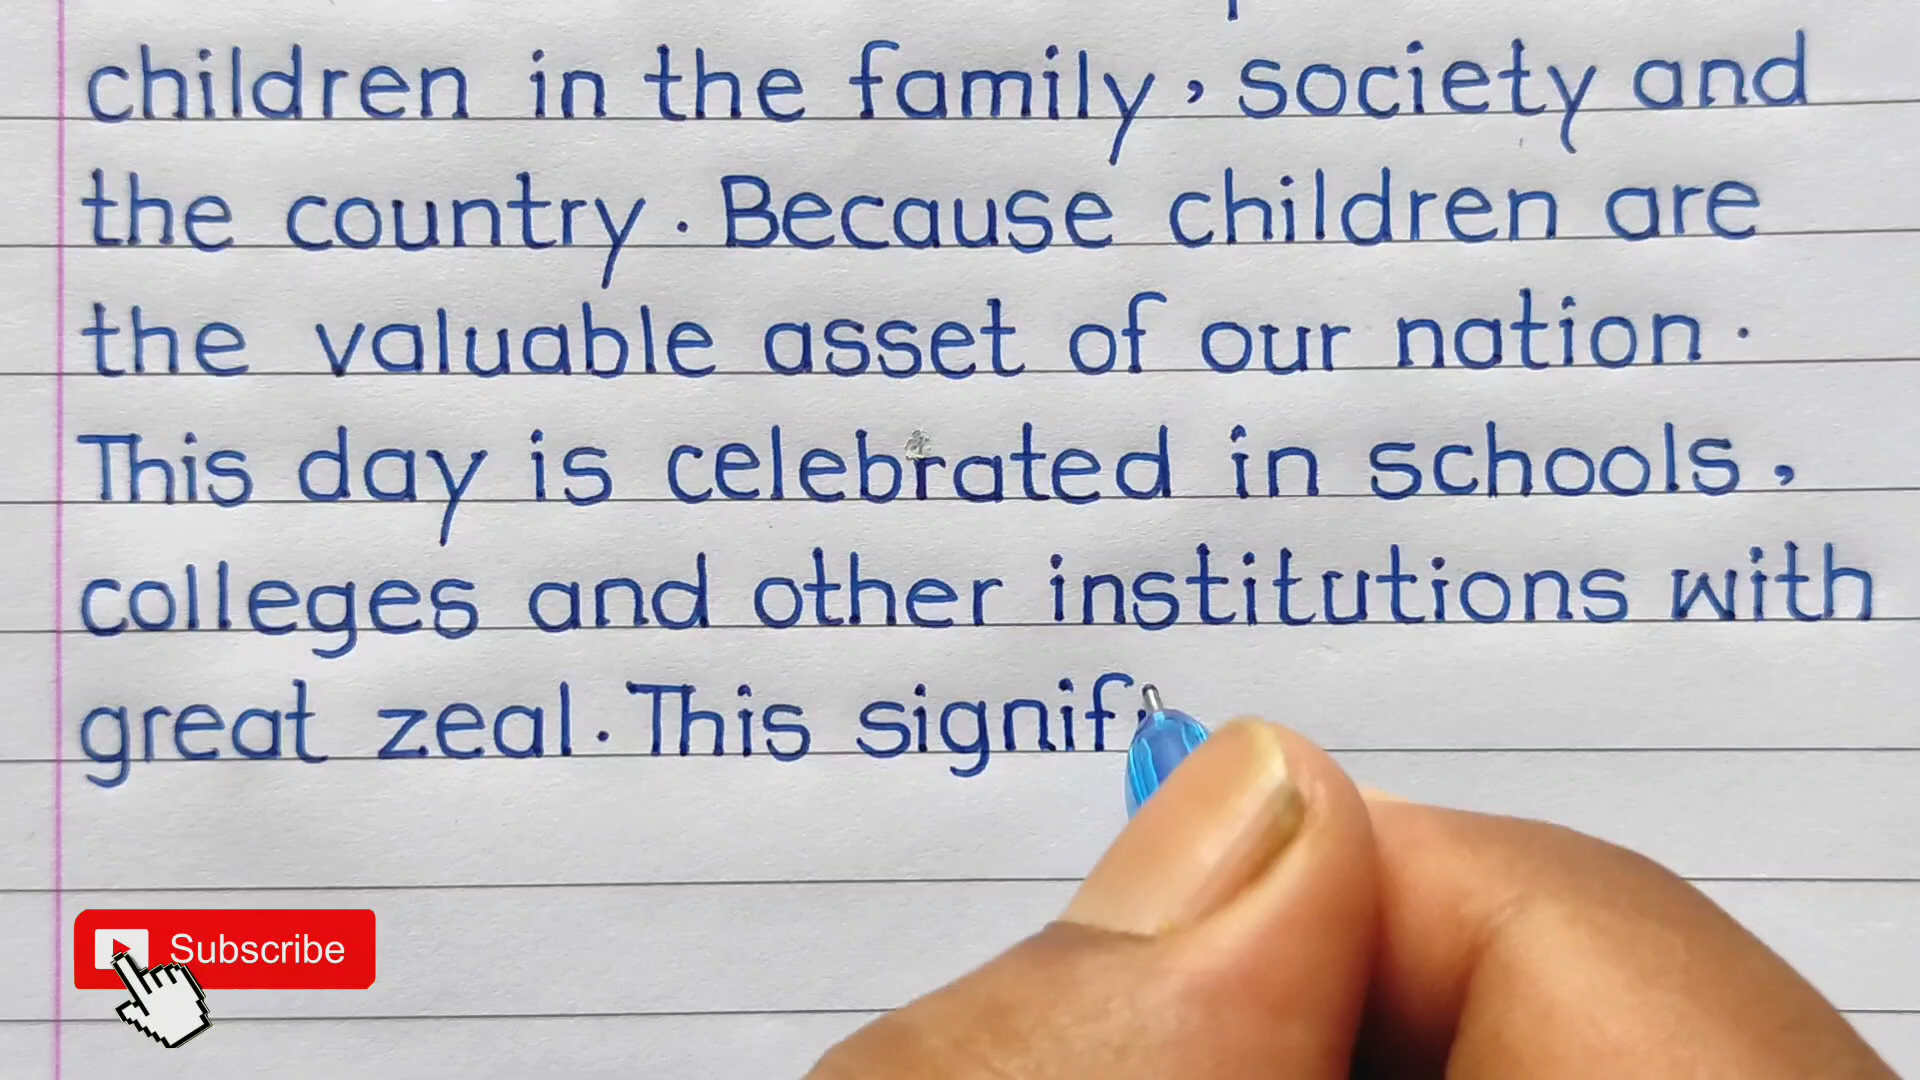 children in the family, society and
the country. Because children are
the valuable asset of our nation.
This day is celebrated in schools,
colleges and other institutions with
great zeal. This signif
Subscribe